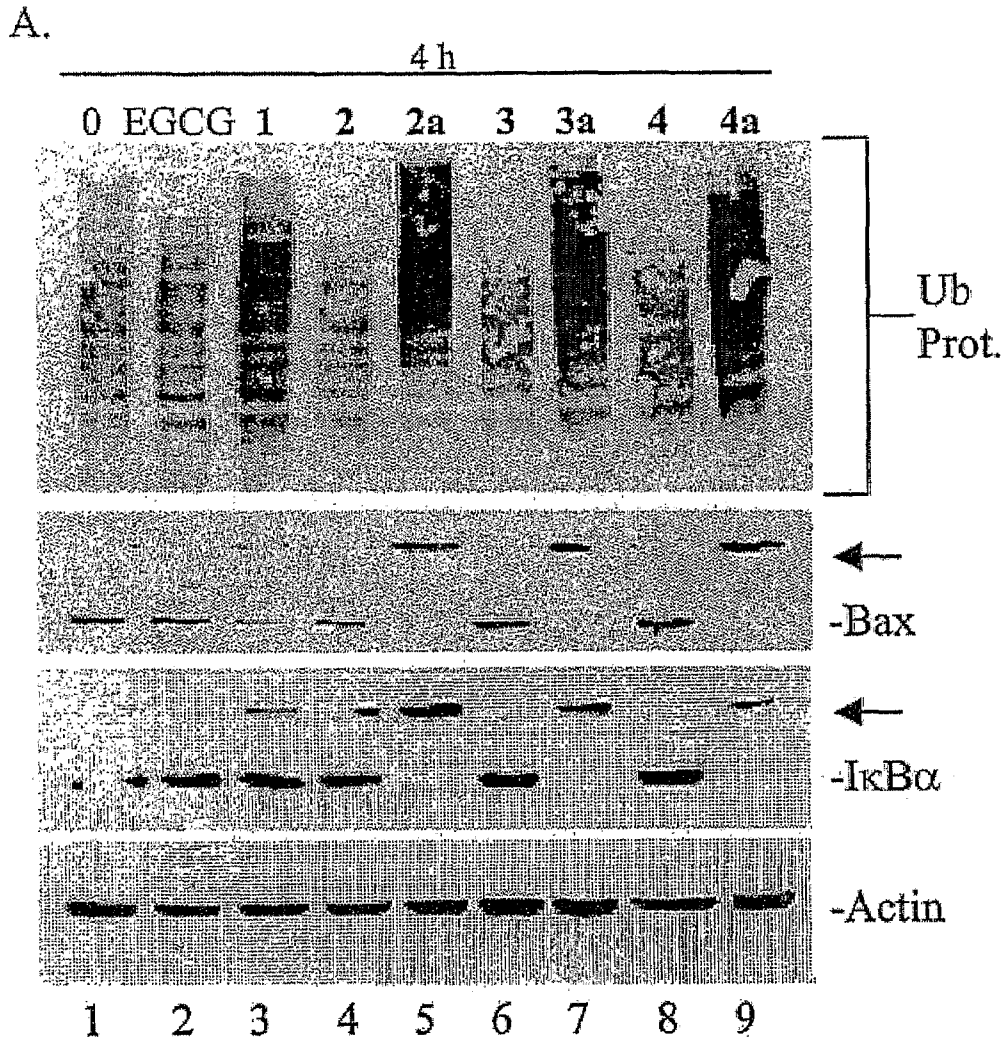 A.
4 h
0 EGCG 1 2 2a 3 3a 4 4a
Ub
Prot.
-Bax
-IκBα
-Actin
1 2 3 4 5 6 7 8 9